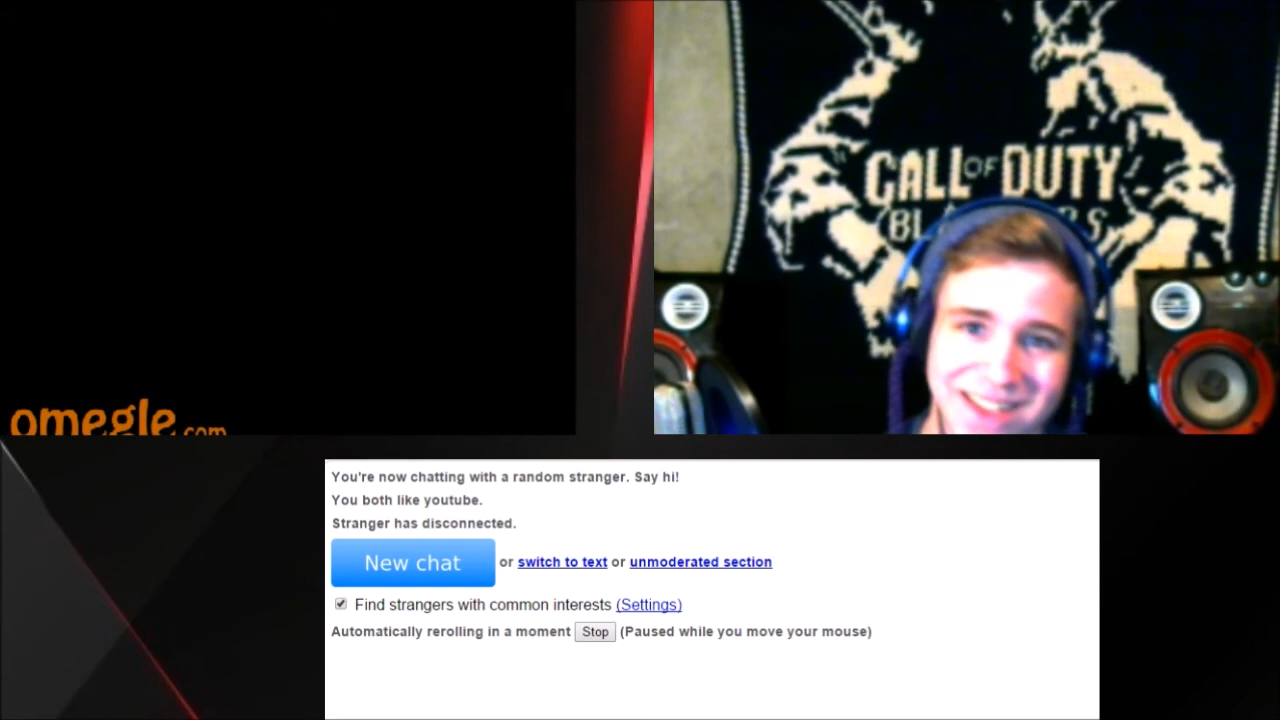 CALL OF DUTY
omegle.com
You're now chatting with a random stranger. Say hi!
You both like youtube.
Stranger has disconnected.
New chat or switch to text or unmoderated section
Find strangers with common interests (Settings)
Automatically rerolling in a moment Stop (Paused while you move your mouse)